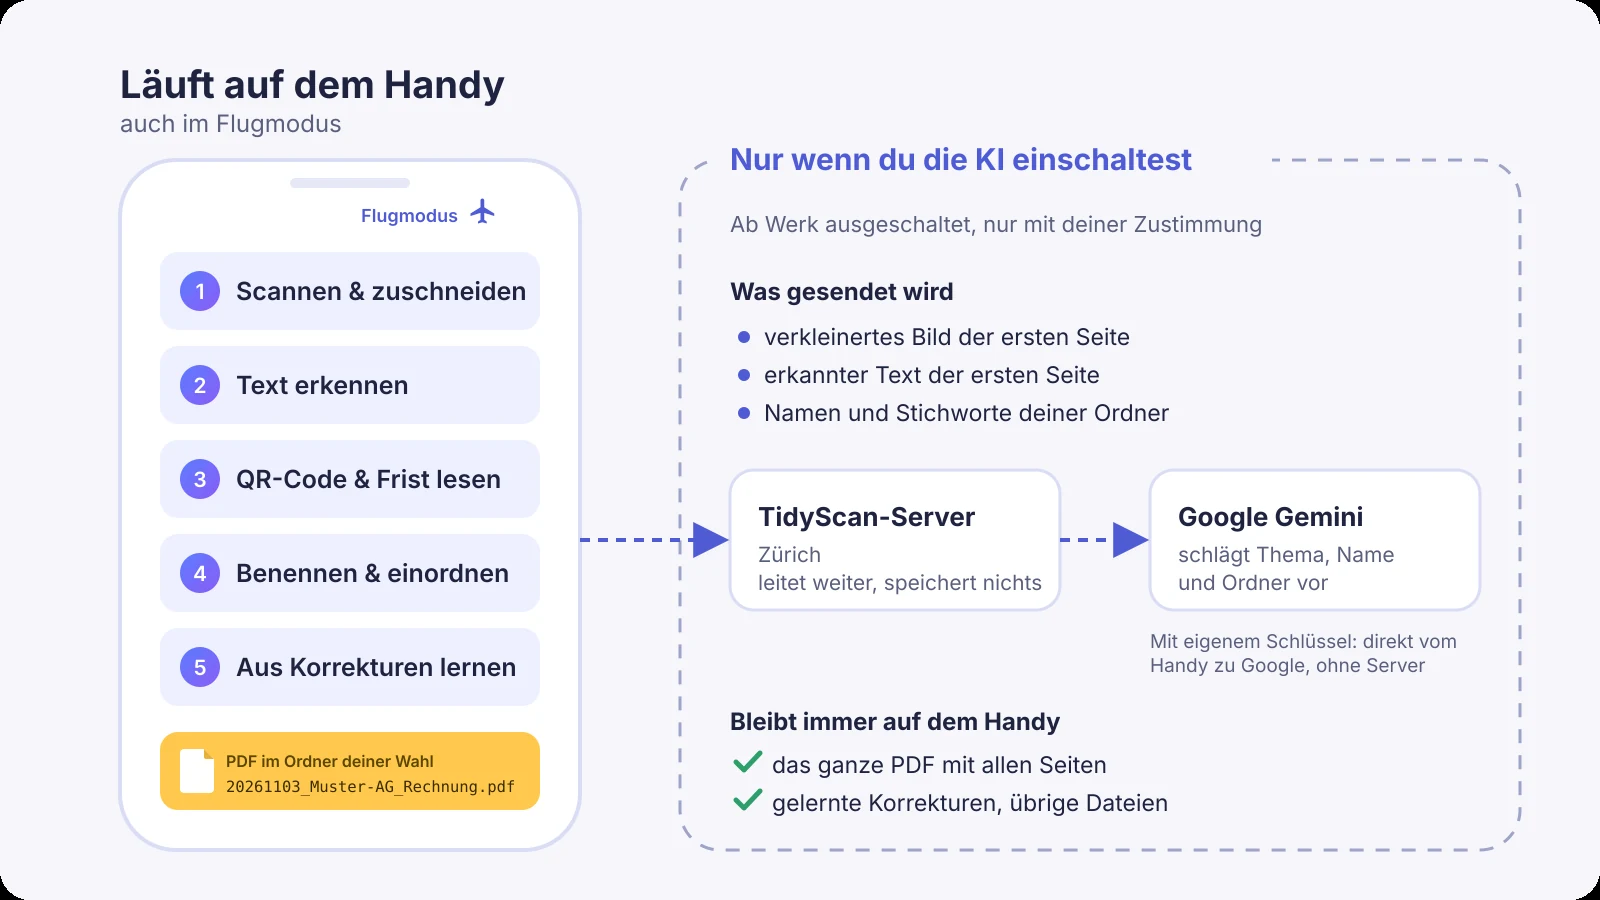 Läuft auf dem Handy
auch im Flugmodus
Flugmodus
1 Scannen & zuschneiden
2 Text erkennen
3 QR-Code & Frist lesen
4 Benennen & einordnen
5 Aus Korrekturen lernen
PDF im Ordner deiner Wahl
20261103_Muster-AG_Rechnung.pdf
Nur wenn du die KI einschaltest
Ab Werk ausgeschaltet, nur mit deiner Zustimmung
Was gesendet wird
verkleinertes Bild der ersten Seite
erkannter Text der ersten Seite
Namen und Stichworte deiner Ordner
TidyScan-Server
Zürich
leitet weiter, speichert nichts
Google Gemini
schlägt Thema, Name
und Ordner vor
Mit eigenem Schlüssel: direkt vom
Handy zu Google, ohne Server
Bleibt immer auf dem Handy
das ganze PDF mit allen Seiten
gelernte Korrekturen, übrige Dateien